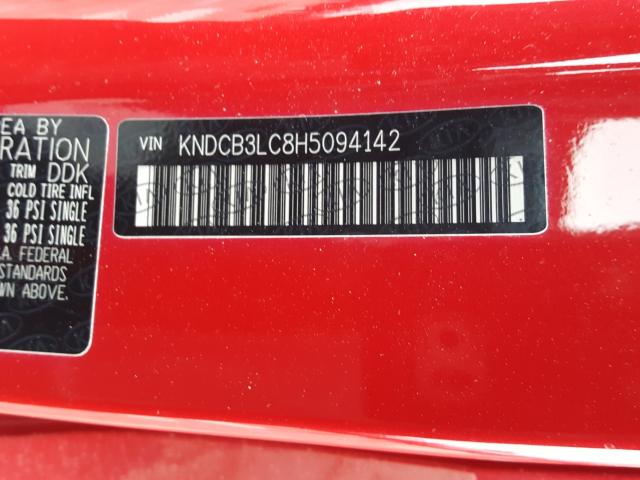 EA BY
RATION
TRIM DDK
COLD TIRE INFL
36 PSI SINGLE
36 PSI SINGLE
A. FEDERAL
STANDARDS
WN ABOVE.
VIN KNDCB3LC8H5094142